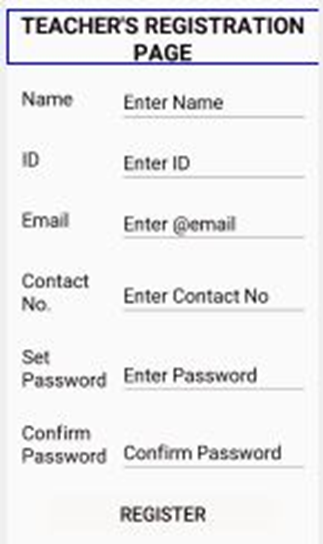 TEACHER'S REGISTRATION
PAGE
Name Enter Name
ID Enter ID
Email Enter @email
Contact
No. Enter Contact No
Set
Password Enter Password
Confirm
Password Confirm Password
REGISTER